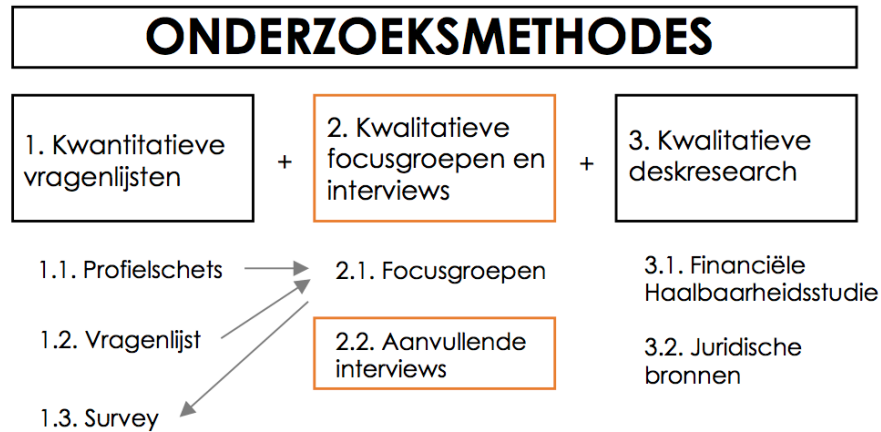 ONDERZOEKSMETHODES
1. Kwantitatieve
vragenlijsten
+
2. Kwalitatieve
focusgroepen en
interviews
+
3. Kwalitatieve
deskresearch
1.1. Profielschets
1.2. Vragenlijst
1.3. Survey
2.1. Focusgroepen
2.2. Aanvullende
interviews
3.1. Financiële
Haalbaarheidsstudie
3.2. Juridische
bronnen